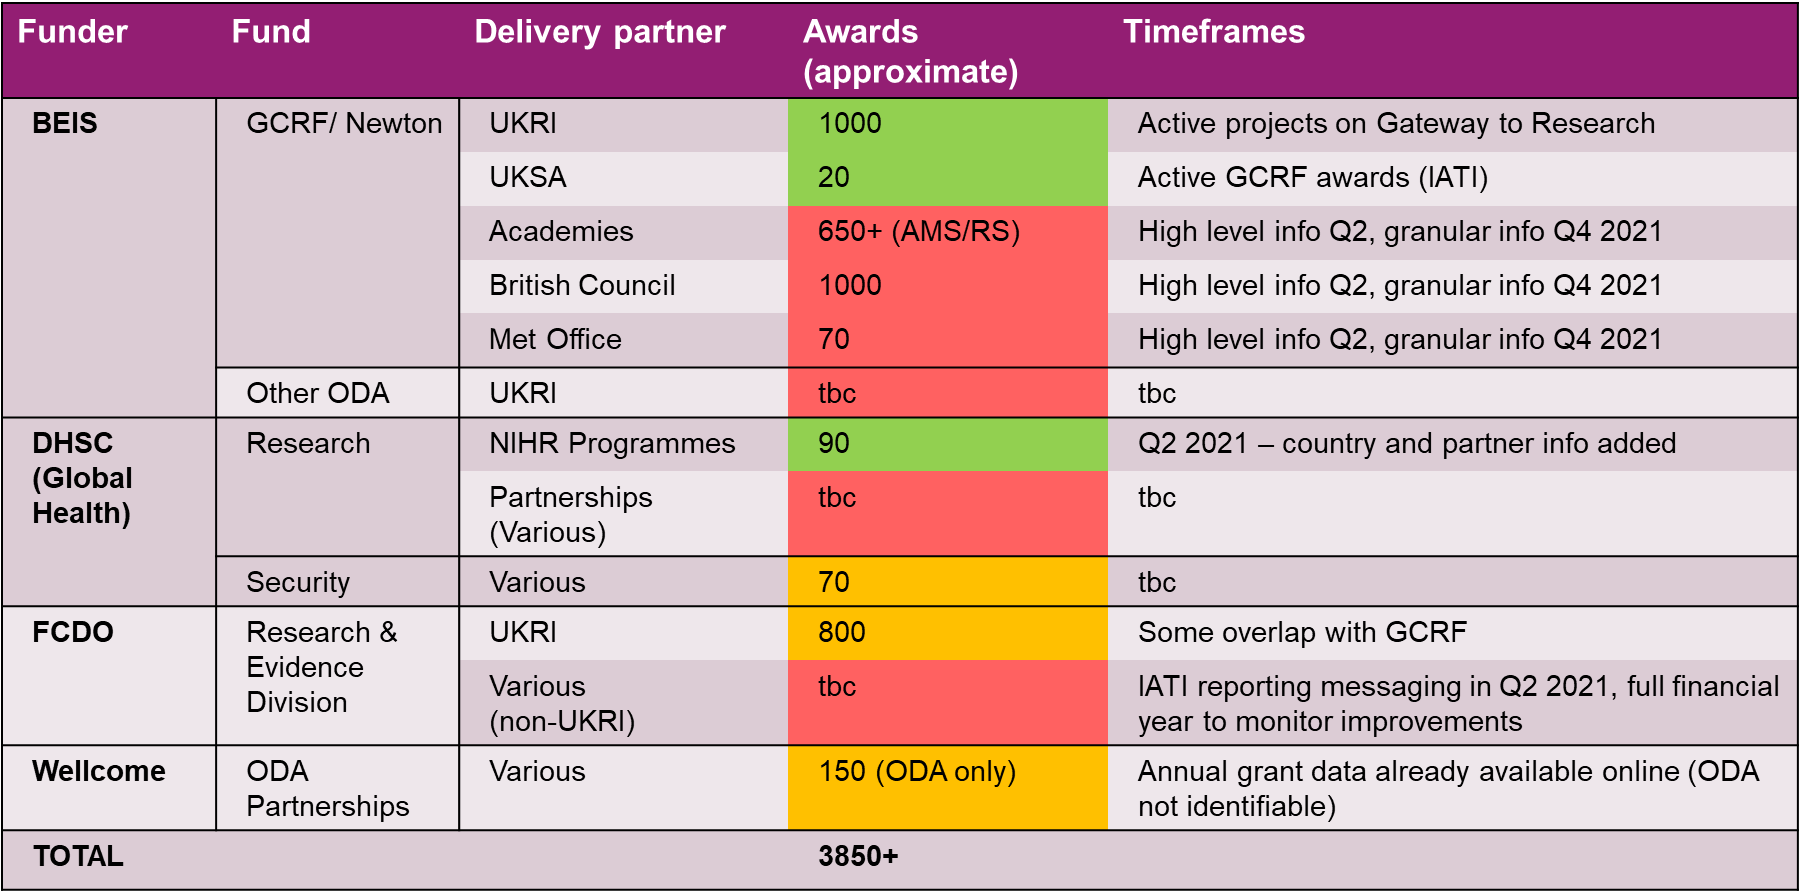 Funder Fund Delivery partner Awards Timeframes
(approximate)
BEIS GCRF/ Newton UKRI 1000 Active projects on Gateway to Research
UKSA 20 Active GCRF awards (IATI)
Academies 650+ (AMS/RS) High level info Q2, granular info Q4 2021
British Council 1000 High level info Q2, granular info Q4 2021
Met Office 70 High level info Q2, granular info Q4 2021
Other ODA UKRI tbc tbc
DHSC Research NIHR Programmes 90 Q2 2021 – country and partner info added
(Global
Health)
Partnerships tbc tbc
(Various)
Security Various 70 tbc
FCDO Research & UKRI 800 Some overlap with GCRF
Evidence
Division
Various tbc IATI reporting messaging in Q2 2021, full financial
(non-UKRI) year to monitor improvements
Wellcome ODA Various 150 (ODA only) Annual grant data already available online (ODA
Partnerships not identifiable)
TOTAL 3850+